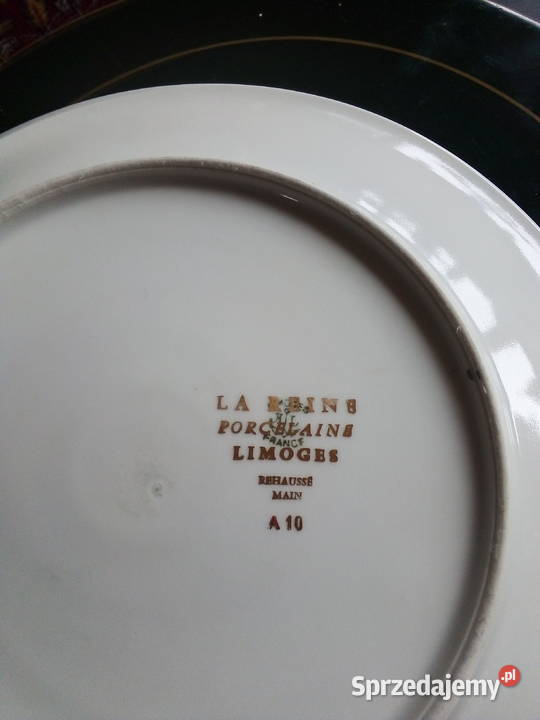 LA REINE
PORCELAINE
LIMOGES
REHAUSSÉ
MAIN
A 10
FRANCE
Sprzedajemy.pl